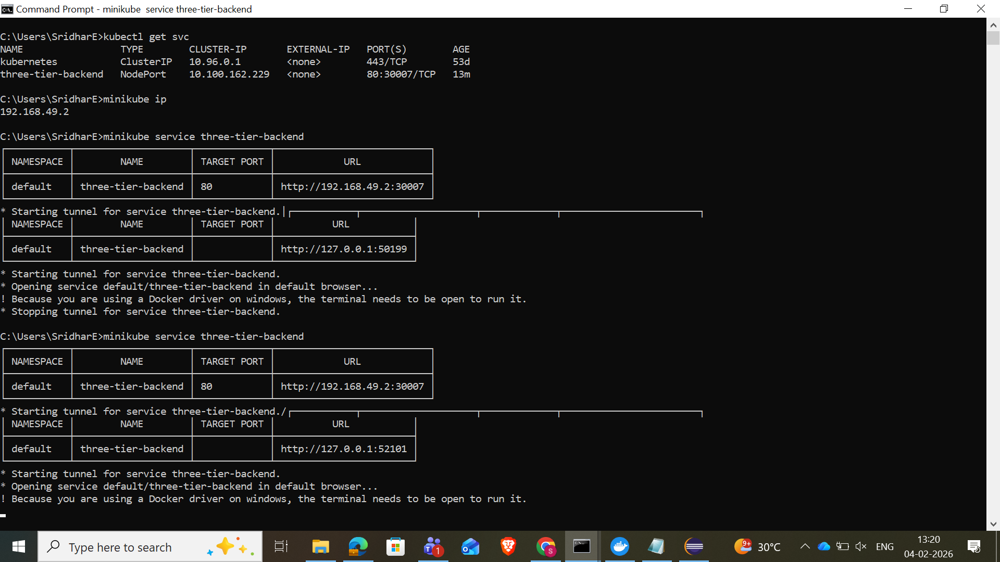 Command Prompt - minikube  service three-tier-backend
C:\Users\SridharE>kubectl get svc
NAME                 TYPE        CLUSTER-IP       EXTERNAL-IP   PORT(S)        AGE
kubernetes           ClusterIP   10.96.0.1        <none>        443/TCP        53d
three-tier-backend   NodePort    10.100.162.229   <none>        80:30007/TCP   13m
C:\Users\SridharE>minikube ip
192.168.49.2
C:\Users\SridharE>minikube service three-tier-backend
NAMESPACE NAME TARGET PORT URL
default three-tier-backend 80 http://192.168.49.2:30007
* Starting tunnel for service three-tier-backend.|
NAMESPACE NAME TARGET PORT URL
default three-tier-backend http://127.0.0.1:50199
* Starting tunnel for service three-tier-backend.
* Opening service default/three-tier-backend in default browser...
! Because you are using a Docker driver on windows, the terminal needs to be open to run it.
* Stopping tunnel for service three-tier-backend.
C:\Users\SridharE>minikube service three-tier-backend
NAMESPACE NAME TARGET PORT URL
default three-tier-backend 80 http://192.168.49.2:30007
* Starting tunnel for service three-tier-backend./
NAMESPACE NAME TARGET PORT URL
default three-tier-backend http://127.0.0.1:52101
* Starting tunnel for service three-tier-backend.
* Opening service default/three-tier-backend in default browser...
! Because you are using a Docker driver on windows, the terminal needs to be open to run it.
Type here to search
1
S
9+
30°C
ENG
13:20
04-02-2026